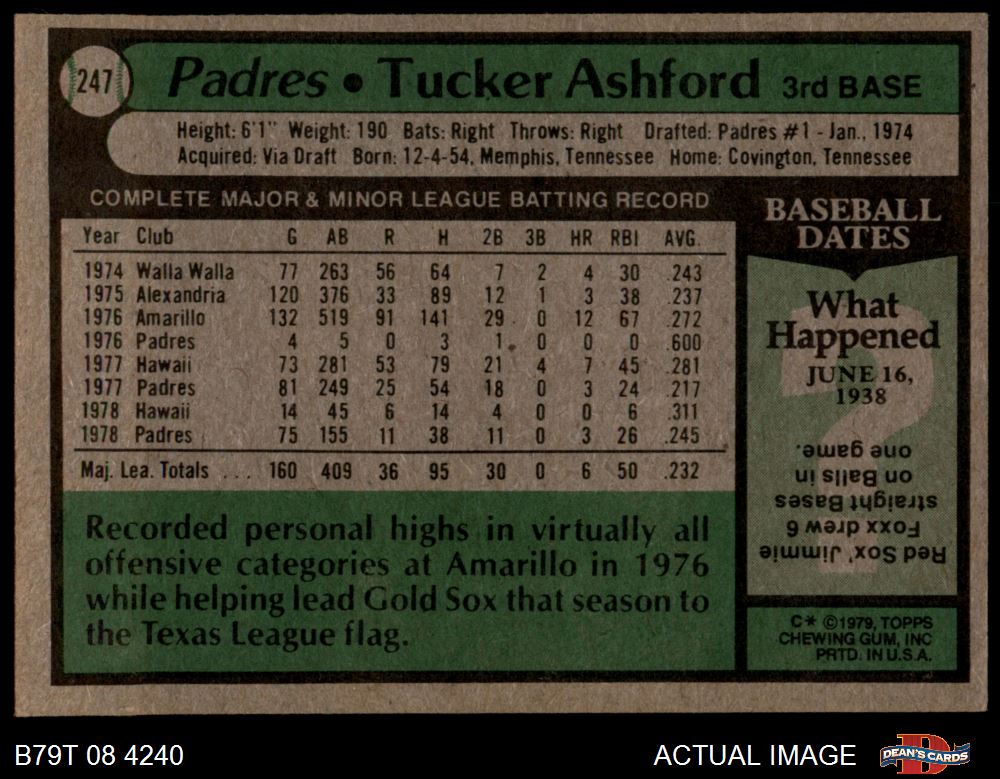 247 Padres • Tucker Ashford 3rd BASE
Height: 6'1" Weight: 190 Bats: Right Throws: Right Drafted: Padres #1 - Jan., 1974
Acquired: Via Draft Born: 12-4-54, Memphis, Tennessee Home: Covington, Tennessee
COMPLETE MAJOR & MINOR LEAGUE BATTING RECORD
Year Club G AB R H 2B 3B HR RBI AVG.
1974 Walla Walla 77 263 56 64 7 2 4 30 .243
1975 Alexandria 120 376 33 89 12 1 3 38 .237
1976 Amarillo 132 519 91 141 29 0 12 67 .272
1976 Padres 4 5 0 3 1 0 0 0 .600
1977 Hawaii 73 281 53 79 21 4 7 45 .281
1977 Padres 81 249 25 54 18 0 3 24 .217
1978 Hawaii 14 45 6 14 4 0 0 6 .311
1978 Padres 75 155 11 38 11 0 3 26 .245
Maj. Lea. Totals ... 160 409 36 95 30 0 6 50 .232
Recorded personal highs in virtually all
offensive categories at Amarillo in 1976
while helping lead Gold Sox that season to
the Texas League flag.
BASEBALL
DATES
What
Happened
JUNE 16,
1938
?
Red Sox' Jimmie
Foxx drew 6
straight Bases
on Balls in
one game.
C* ©1979, TOPPS
CHEWING GUM, INC
PRTD. IN U.S.A.
B79T 08 4240 ACTUAL IMAGE
D
DEAN'S CARDS